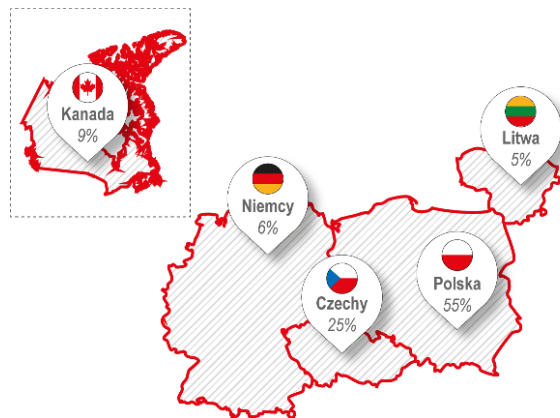 Kanada
9%
Litwa
5%
Niemcy
6%
Polska
55%
Czechy
25%